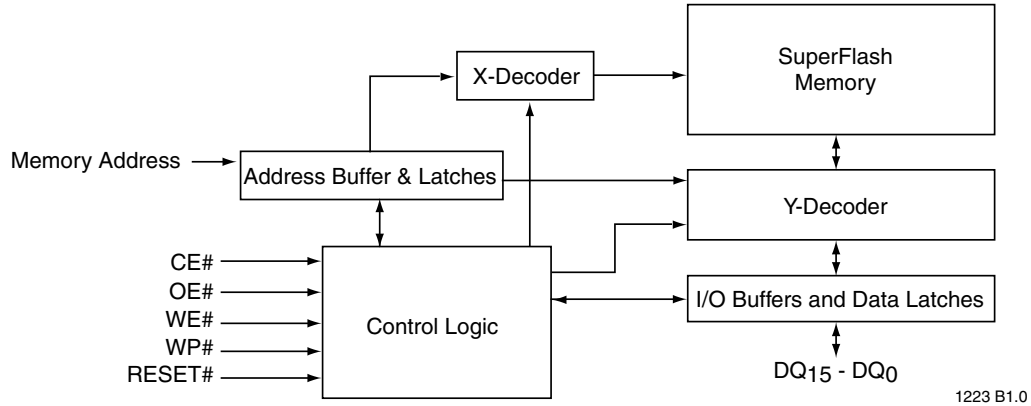 SuperFlash
Memory
X-Decoder
Memory Address
Address Buffer & Latches
Y-Decoder
CE#
OE#
WE#
WP#
RESET#
Control Logic
I/O Buffers and Data Latches
DQ15 - DQ0
1223 B1.0